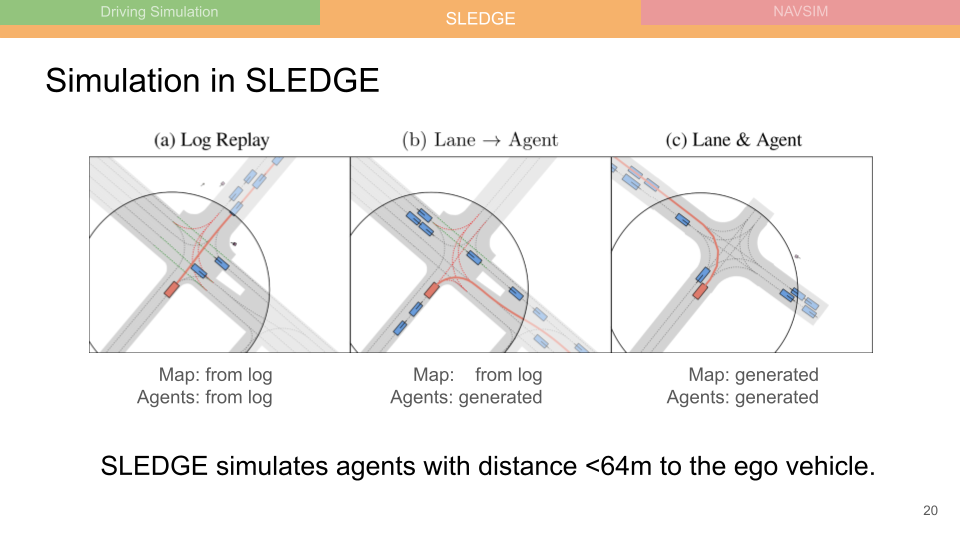 Driving Simulation
SLEDGE
NAVSIM
Simulation in SLEDGE
(a) Log Replay
(b) Lane → Agent
(c) Lane & Agent
Map: from log
Agents: from log
Map: from log
Agents: generated
Map: generated
Agents: generated
SLEDGE simulates agents with distance <64m to the ego vehicle.
20